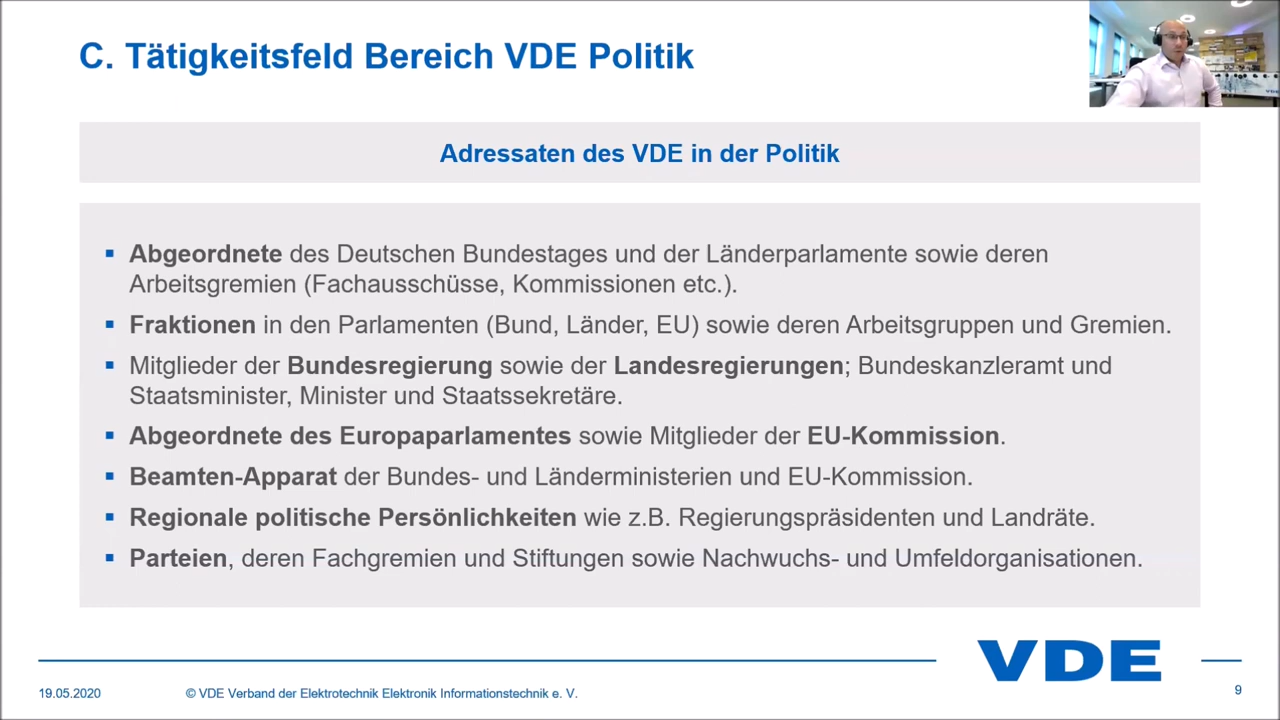 C. Tätigkeitsfeld Bereich VDE Politik
Adressaten des VDE in der Politik
▪ Abgeordnete des Deutschen Bundestages und der Länderparlamente sowie deren
Arbeitsgremien (Fachausschüsse, Kommissionen etc.).
▪ Fraktionen in den Parlamenten (Bund, Länder, EU) sowie deren Arbeitsgruppen und Gremien.
▪ Mitglieder der Bundesregierung sowie der Landesregierungen; Bundeskanzleramt und
Staatsminister, Minister und Staatssekretäre.
▪ Abgeordnete des Europaparlamentes sowie Mitglieder der EU-Kommission.
▪ Beamten-Apparat der Bundes- und Länderministerien und EU-Kommission.
▪ Regionale politische Persönlichkeiten wie z.B. Regierungspräsidenten und Landräte.
▪ Parteien, deren Fachgremien und Stiftungen sowie Nachwuchs- und Umfeldorganisationen.
VDE
19.05.2020
© VDE Verband der Elektrotechnik Elektronik Informationstechnik e. V.
9